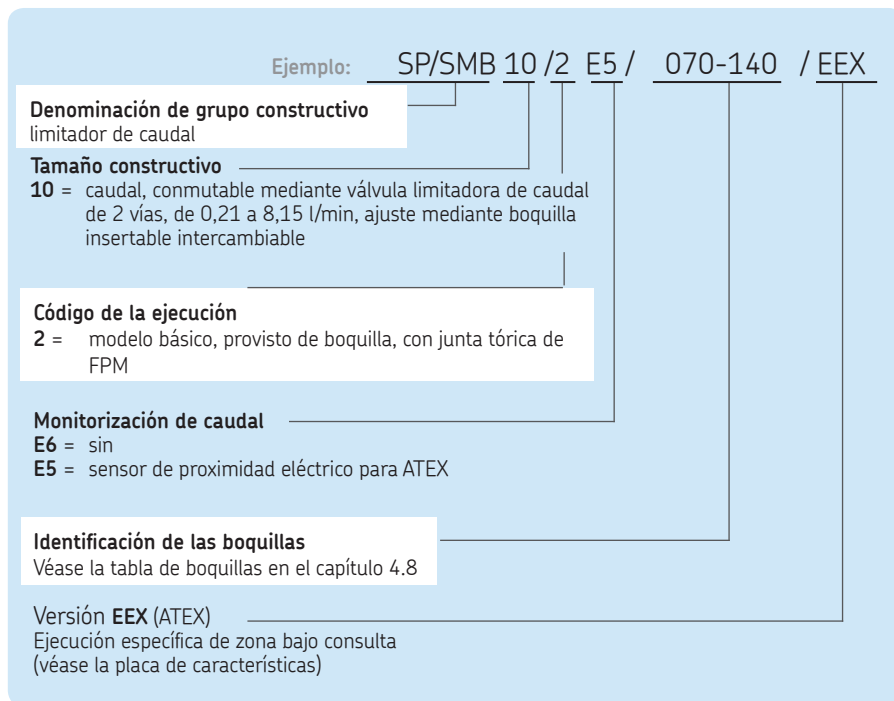 Ejemplo: SP/SMB 10 /2 E5 / 070-140 / EEX
Denominación de grupo constructivo
limitador de caudal
Tamaño constructivo
10 = caudal, conmutable mediante válvula limitadora de caudal
de 2 vías, de 0,21 a 8,15 l/min, ajuste mediante boquilla
insertable intercambiable
Código de la ejecución
2 = modelo básico, provisto de boquilla, con junta tórica de
FPM
Monitorización de caudal
E6 = sin
E5 = sensor de proximidad eléctrico para ATEX
Identificación de las boquillas
Véase la tabla de boquillas en el capítulo 4.8
Versión EEX (ATEX)
Ejecución específica de zona bajo consulta
(véase la placa de características)